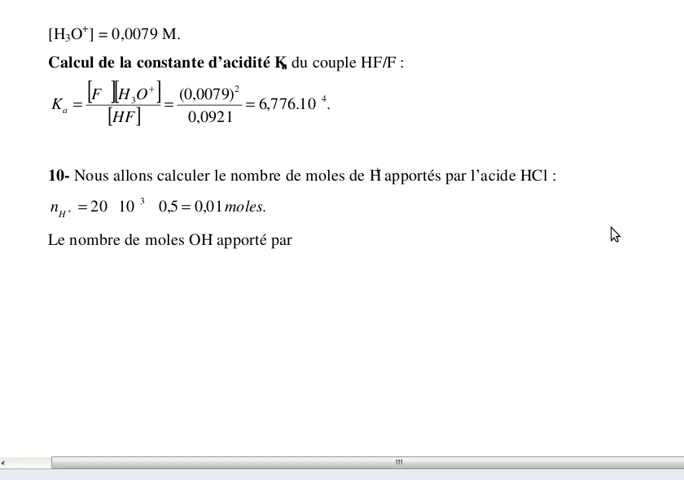 [H₃O⁺] = 0,0079 M.
Calcul de la constante d’acidité Kₐ du couple HF/F :
Kₐ = [F ][H₃O⁺] / [HF] = (0,0079)² / 0,0921 = 6,776.10 ⁴.
10- Nous allons calculer le nombre de moles de H⁺ apportés par l’acide HCl :
n_H⁺ = 20 10 ³ 0,5 = 0,01 moles.
Le nombre de moles OH apporté par